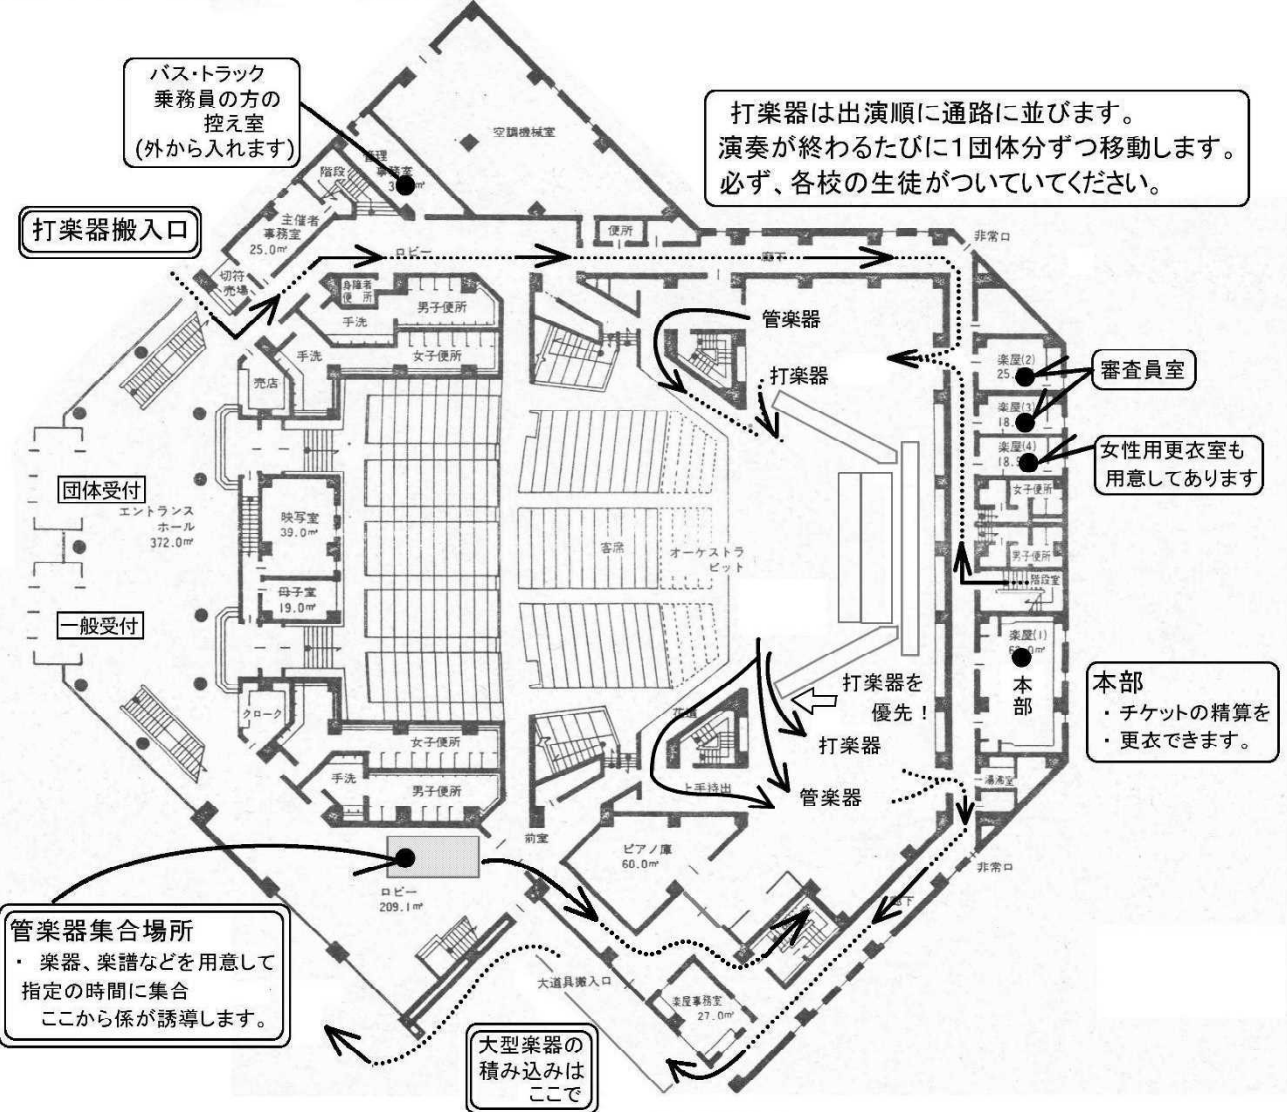 バス・トラック
乗務員の方の
控え室
(外から入れます)
打楽器は出演順に通路に並びます。
演奏が終わるたびに1団体分ずつ移動します。
必ず、各校の生徒がついていてください。
打楽器搬入口
空調機械室
階段
管理
事務室
主催者
事務室
25.0㎡
切符
売場
ロビー
便所
廊下
非常口
身障者
便所
男子便所
手洗
女子便所
手洗
売店
管楽器
打楽器
楽屋(2)
25.
審査員室
楽屋(3)
18.
楽屋(4)
18.
女性用更衣室も
用意してあります
女子便所
男子便所
階段室
団体受付
エントランス
ホール
372.0㎡
映写室
39.0㎡
母子室
19.0㎡
一般受付
客席
オーケストラ
ピット
楽屋(1)
本部
本部
・ チケットの精算を
・ 更衣できます。
打楽器を
優先!
打楽器
管楽器
花道
上手持出
湯沸室
クローク
女子便所
手洗
男子便所
前室
ピアノ庫
60.0㎡
非常口
廊下
ロビー
209.1㎡
管楽器集合場所
・ 楽器、楽譜などを用意して
指定の時間に集合
ここから係が誘導します。
大道具搬入口
楽屋事務室
27.0㎡
大型楽器の
積み込みは
ここで